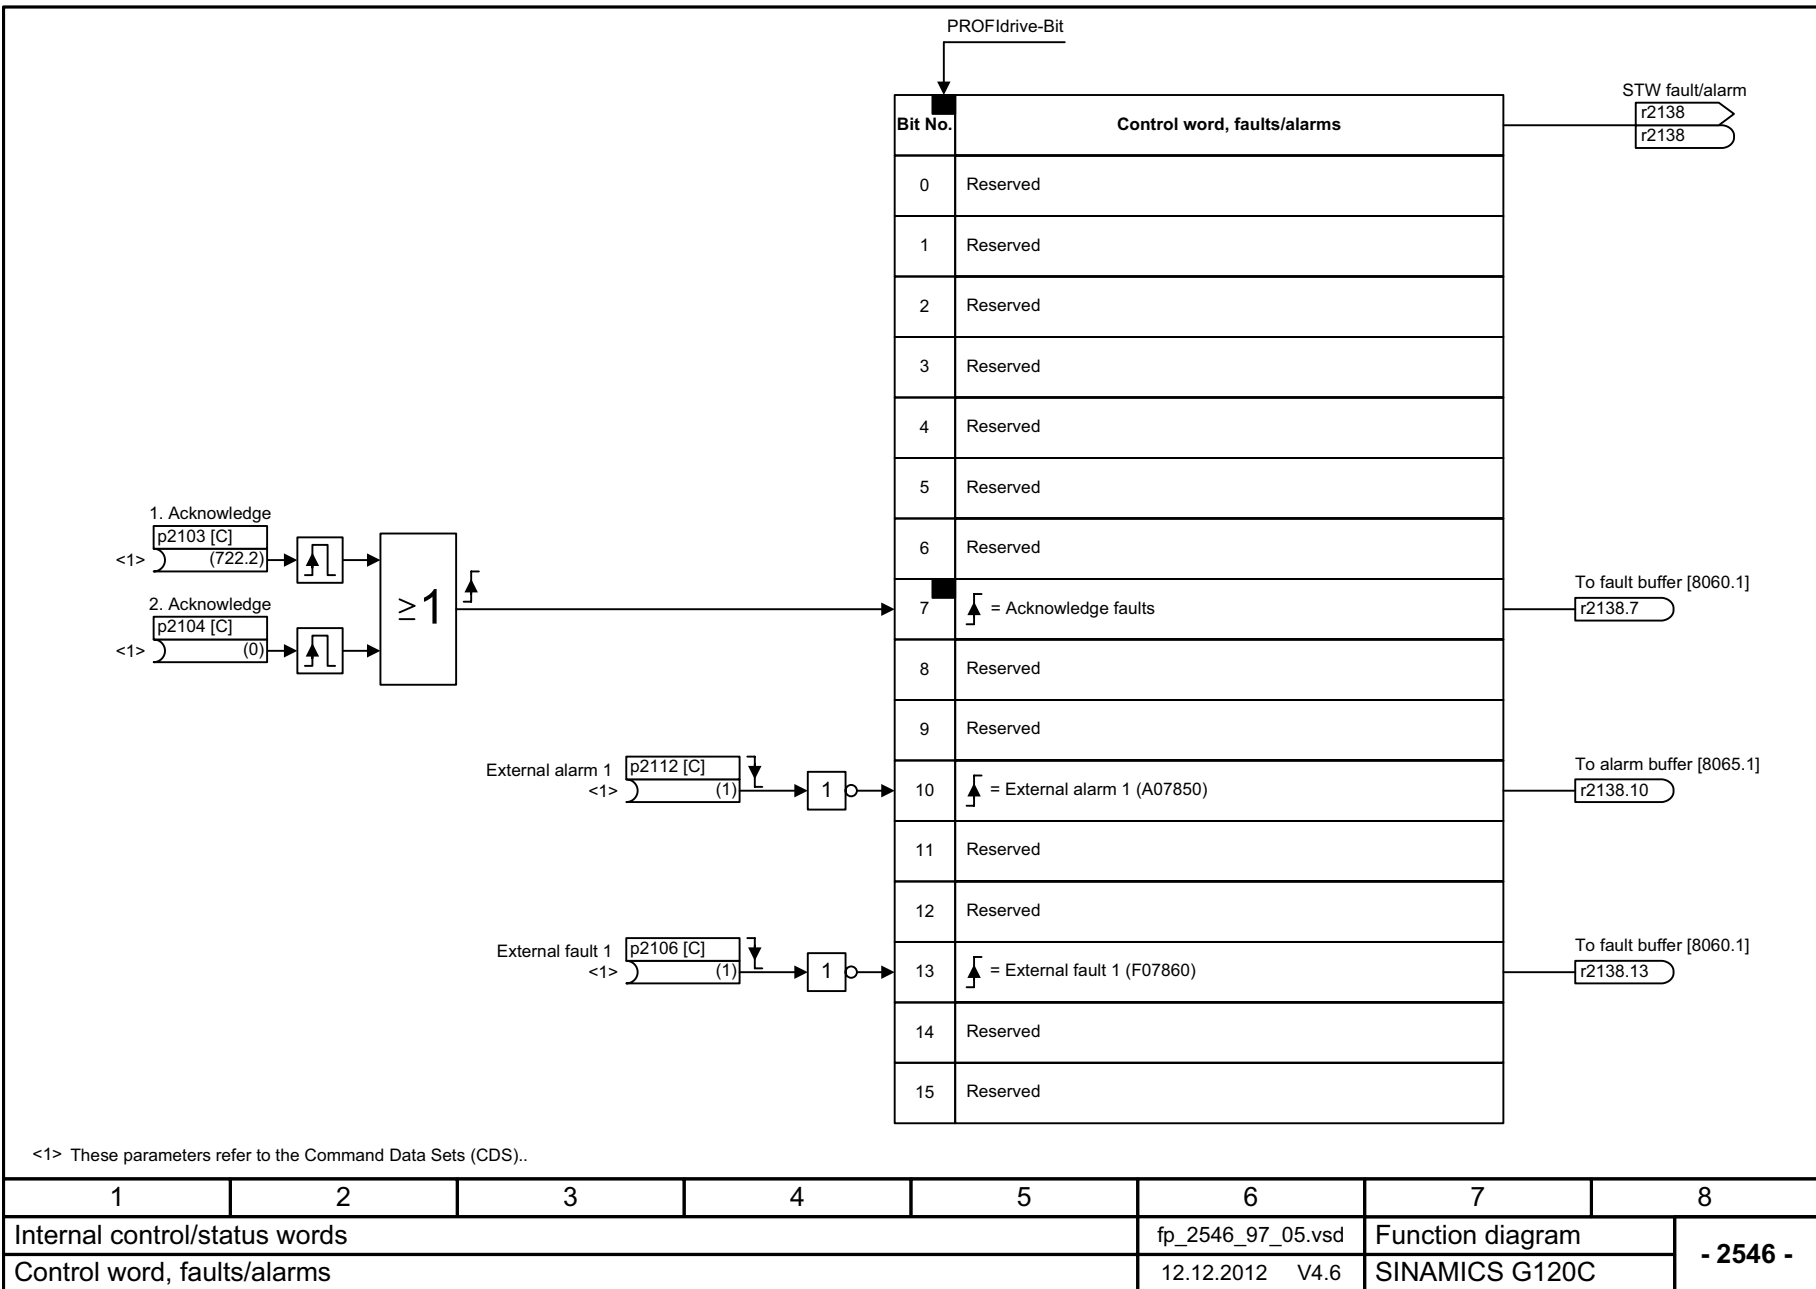 PROFIdrive-Bit
STW fault/alarm
r2138
r2138
Bit No. Control word, faults/alarms
0 Reserved
1 Reserved
2 Reserved
3 Reserved
4 Reserved
5 Reserved
6 Reserved
1. Acknowledge
p2103 [C]
<1> (722.2)
2. Acknowledge
p2104 [C]
<1> (0)
≥1
7 = Acknowledge faults
To fault buffer [8060.1]
r2138.7
8 Reserved
9 Reserved
External alarm 1 p2112 [C]
<1> (1)
1
10 = External alarm 1 (A07850)
To alarm buffer [8065.1]
r2138.10
11 Reserved
12 Reserved
External fault 1 p2106 [C]
<1> (1)
1
13 = External fault 1 (F07860)
To fault buffer [8060.1]
r2138.13
14 Reserved
15 Reserved
<1> These parameters refer to the Command Data Sets (CDS)..
1 2 3 4 5 6 7 8
Internal control/status words fp_2546_97_05.vsd Function diagram
- 2546 -
Control word, faults/alarms 12.12.2012 V4.6 SINAMICS G120C